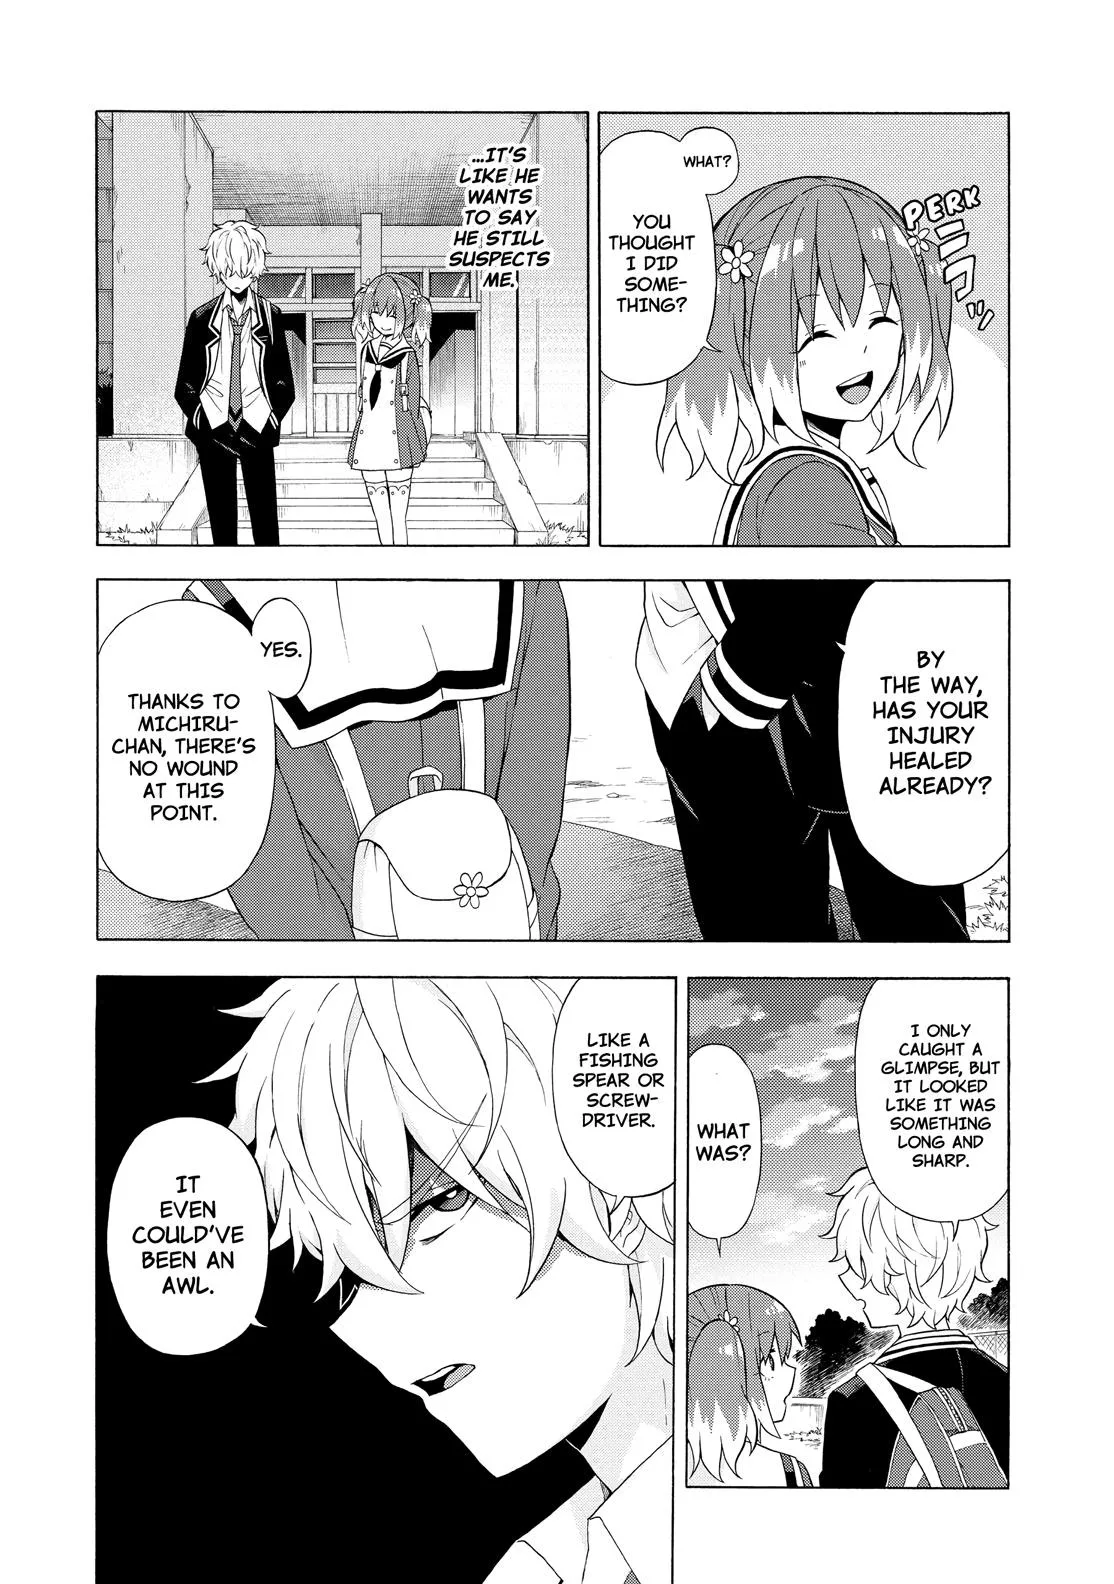 WHAT?
YOU
THOUGHT
I DID
SOME-
THING?
PERK
ニコッ
...IT'S
LIKE HE
WANTS
TO SAY
HE STILL
SUSPECTS
ME.
BY
THE WAY,
HAS YOUR
INJURY
HEALED
ALREADY?
YES.
THANKS TO
MICHIRU-
CHAN, THERE'S
NO WOUND
AT THIS
POINT.
I ONLY
CAUGHT A
GLIMPSE, BUT
IT LOOKED
LIKE IT WAS
SOMETHING
LONG AND
SHARP.
WHAT
WAS?
LIKE A
FISHING
SPEAR OR
SCREW-
DRIVER.
IT
EVEN
COULD'VE
BEEN AN
AWL.